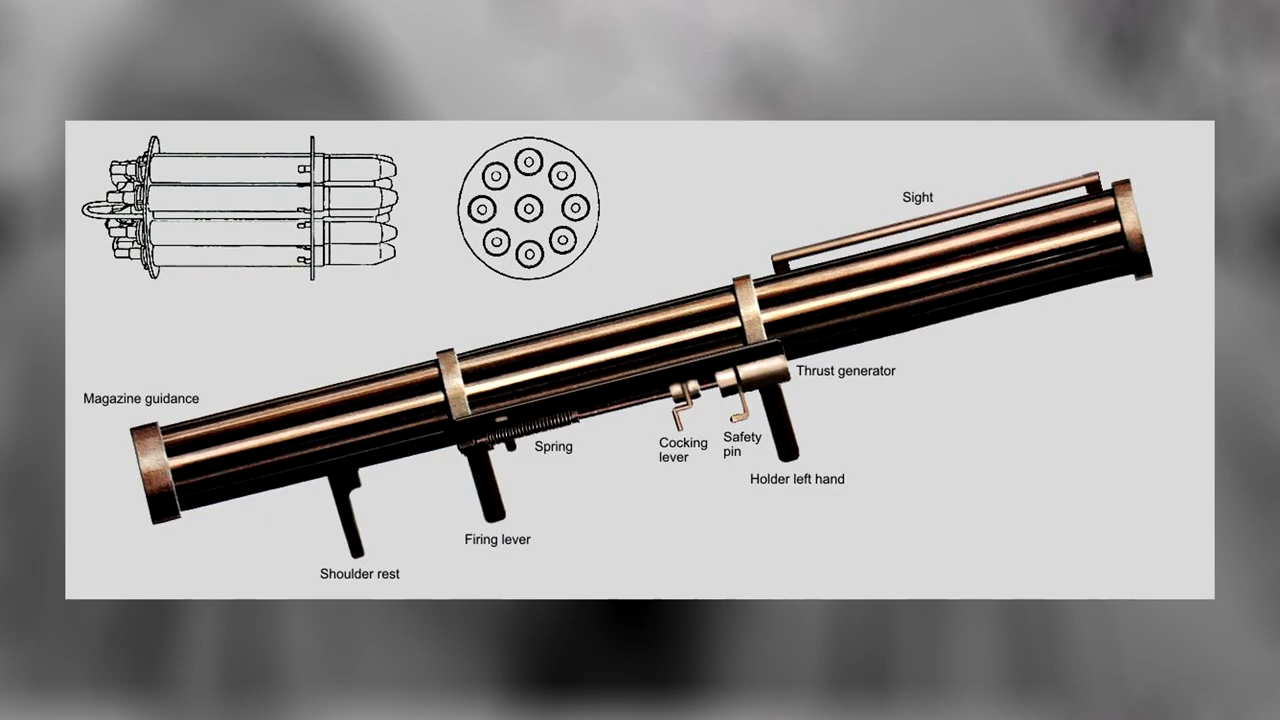 Sight
Thrust generator
Magazine guidance
Cocking
lever
Safety
pin
Spring
Holder left hand
Firing lever
Shoulder rest